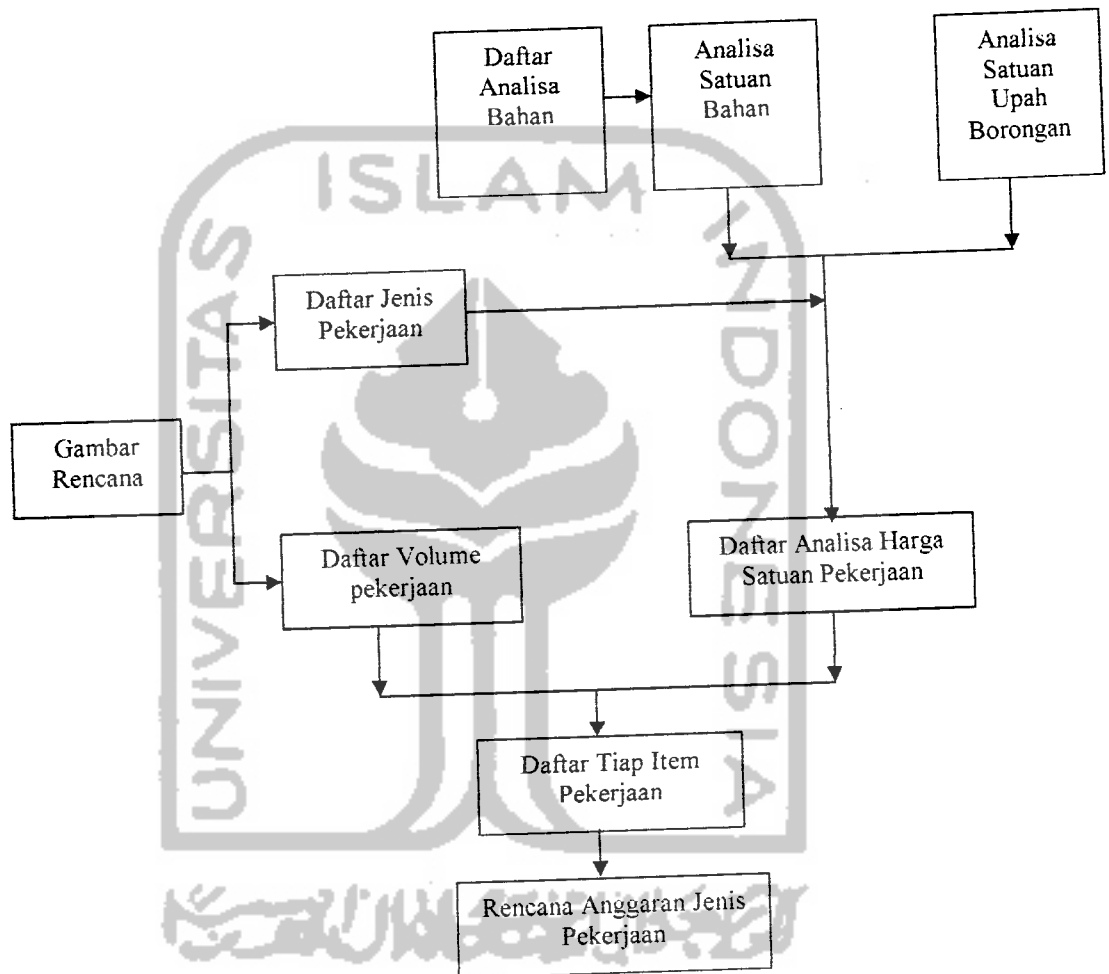 Daftar
Analisa
Bahan
Analisa
Satuan
Bahan
Analisa
Satuan
Upah
Borongan
ISLAM
UNIVERSITAS
INDONESIA
Daftar Jenis
Pekerjaan
Gambar
Rencana
Daftar Volume
pekerjaan
Daftar Analisa Harga
Satuan Pekerjaan
Daftar Tiap Item
Pekerjaan
Rencana Anggaran Jenis
Pekerjaan